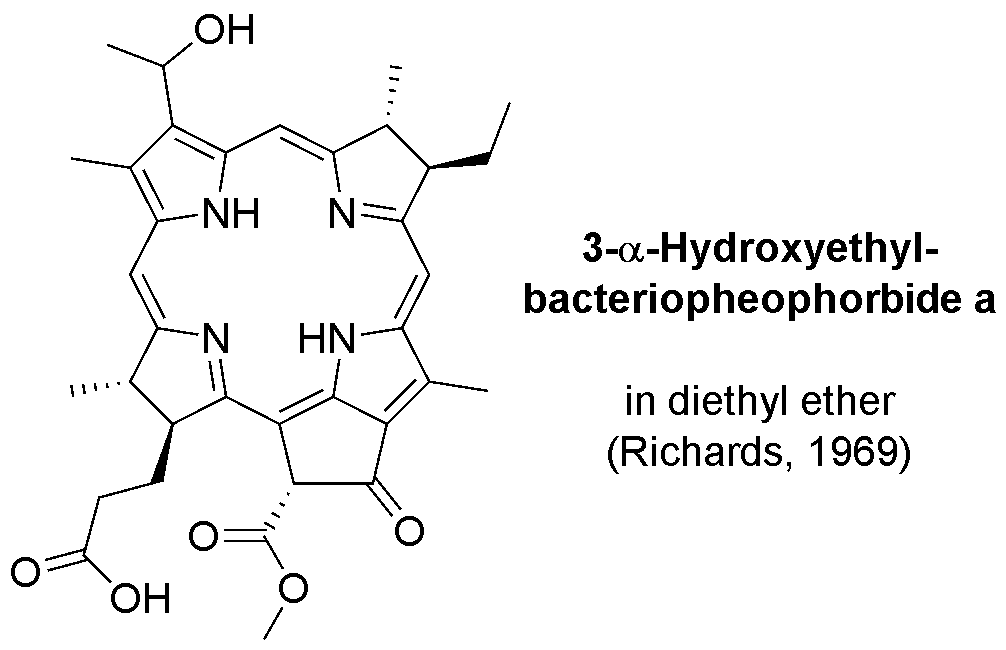 OH
NH
N
3-α-Hydroxyethyl-
bacteriopheophorbide a
N
HN
in diethyl ether
(Richards, 1969)
O
O
O
OH
O